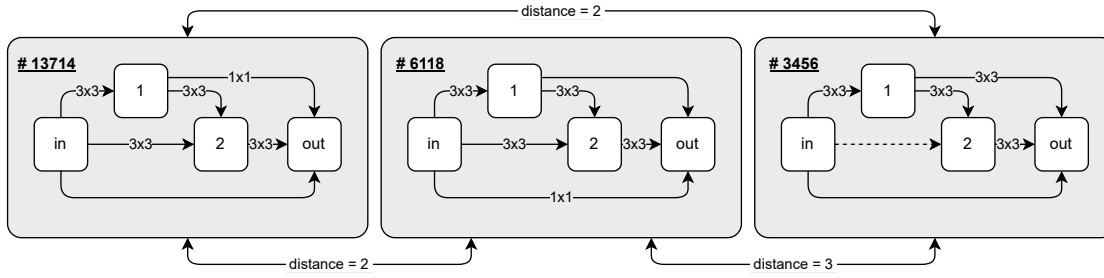 distance = 2
# 13714
1
1x1
3x3
3x3
in
3x3
2
3x3
out
# 6118
1
3x3
3x3
in
3x3
2
3x3
out
1x1
# 3456
1
3x3
3x3
3x3
in
2
3x3
out
distance = 2
distance = 3